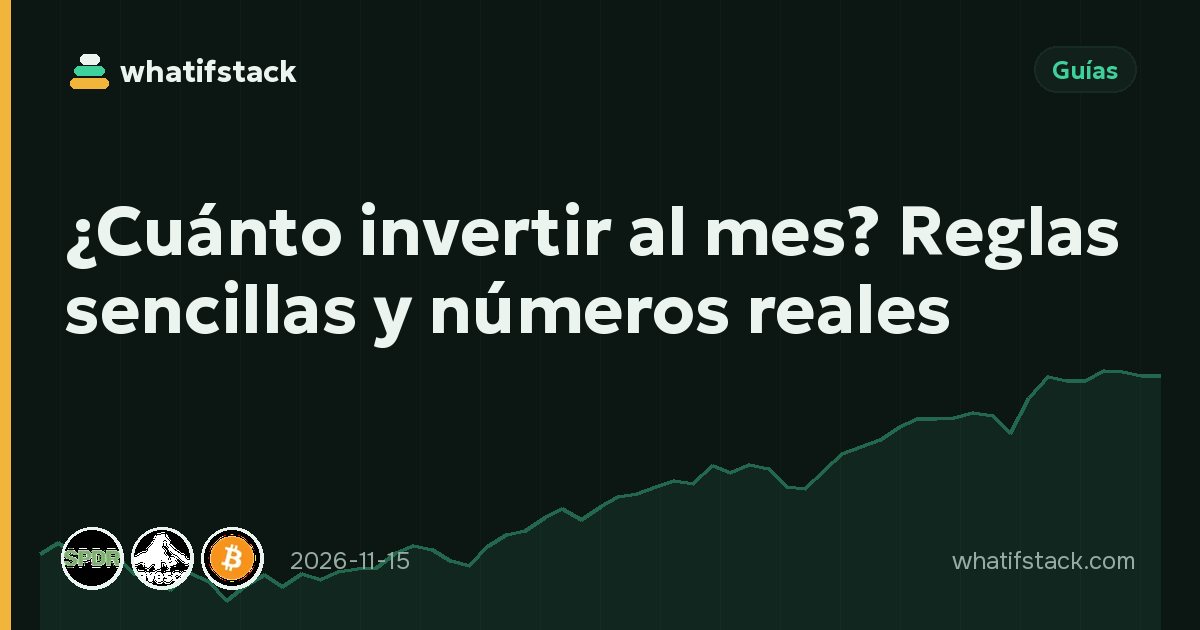 whatifstack
Guías
¿Cuánto invertir al mes? Reglas
sencillas y números reales
SPDR
2026-11-15
whatifstack.com